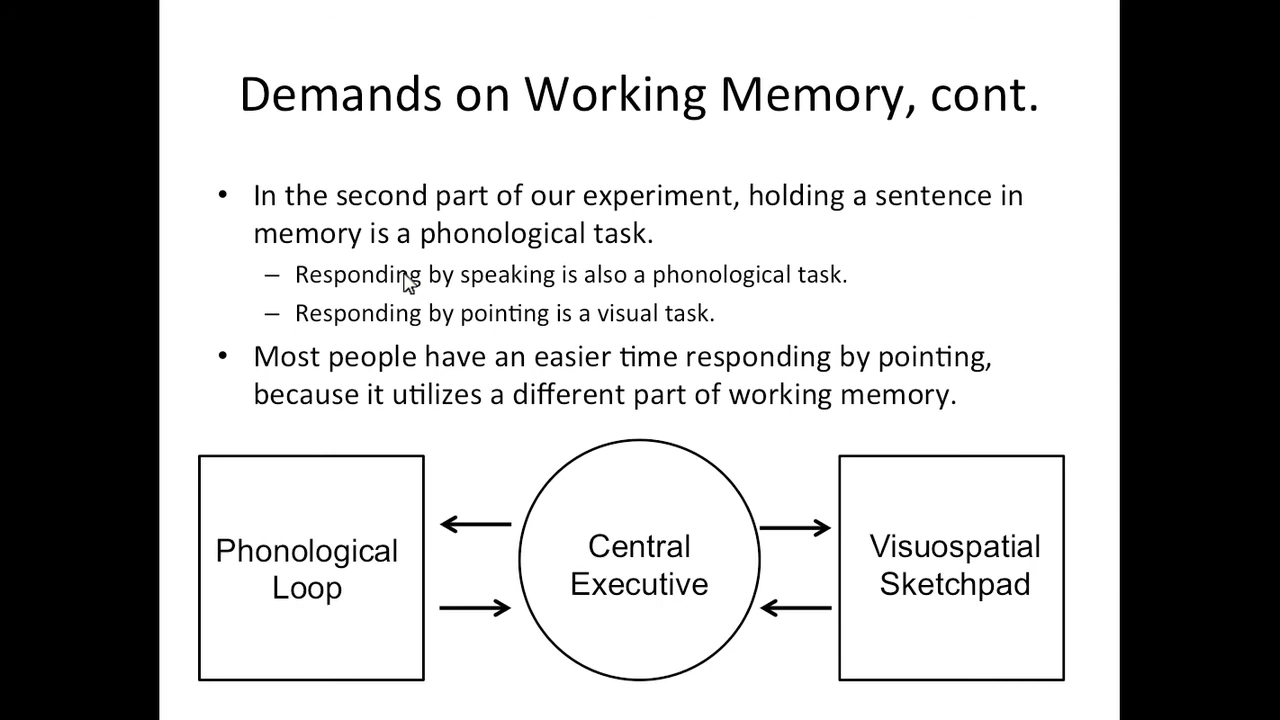 Demands on Working Memory, cont.
• In the second part of our experiment, holding a sentence in
memory is a phonological task.
– Responding by speaking is also a phonological task.
– Responding by pointing is a visual task.
• Most people have an easier time responding by pointing,
because it utilizes a different part of working memory.
Phonological
Loop
Central
Executive
Visuospatial
Sketchpad